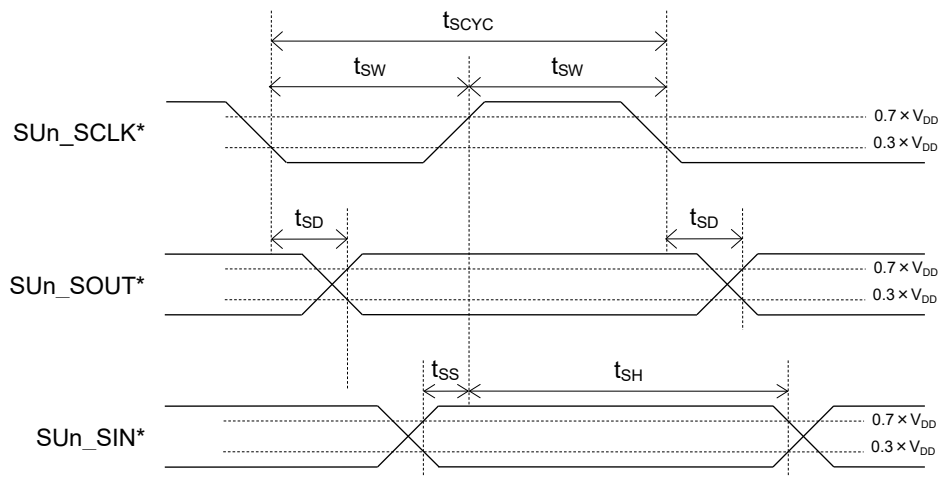 tSCYC
tSW tSW
SUn_SCLK*
0.7 × VDD
0.3 × VDD
tSD tSD
SUn_SOUT*
0.7 × VDD
0.3 × VDD
tSS tSH
SUn_SIN*
0.7 × VDD
0.3 × VDD